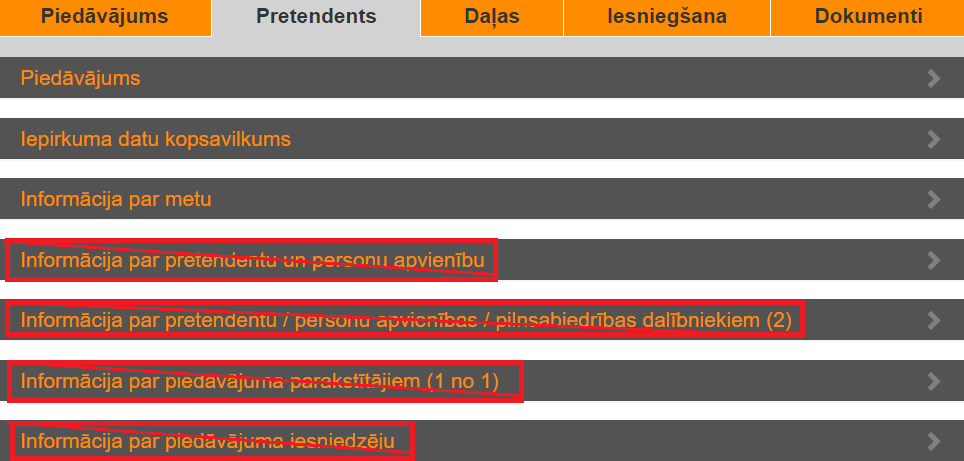 Piedāvājums Pretendents Daļas Iesniegšana Dokumenti
Piedāvājums
Iepirkuma datu kopsavilkums
Informācija par metu
Informācija par pretendentu un personu apvienību
Informācija par pretendentu / personu apvienības / pilnsabiedrības dalībniekiem (2)
Informācija par piedāvājuma parakstītājiem (1 no 1)
Informācija par piedāvājuma iesniedzēju